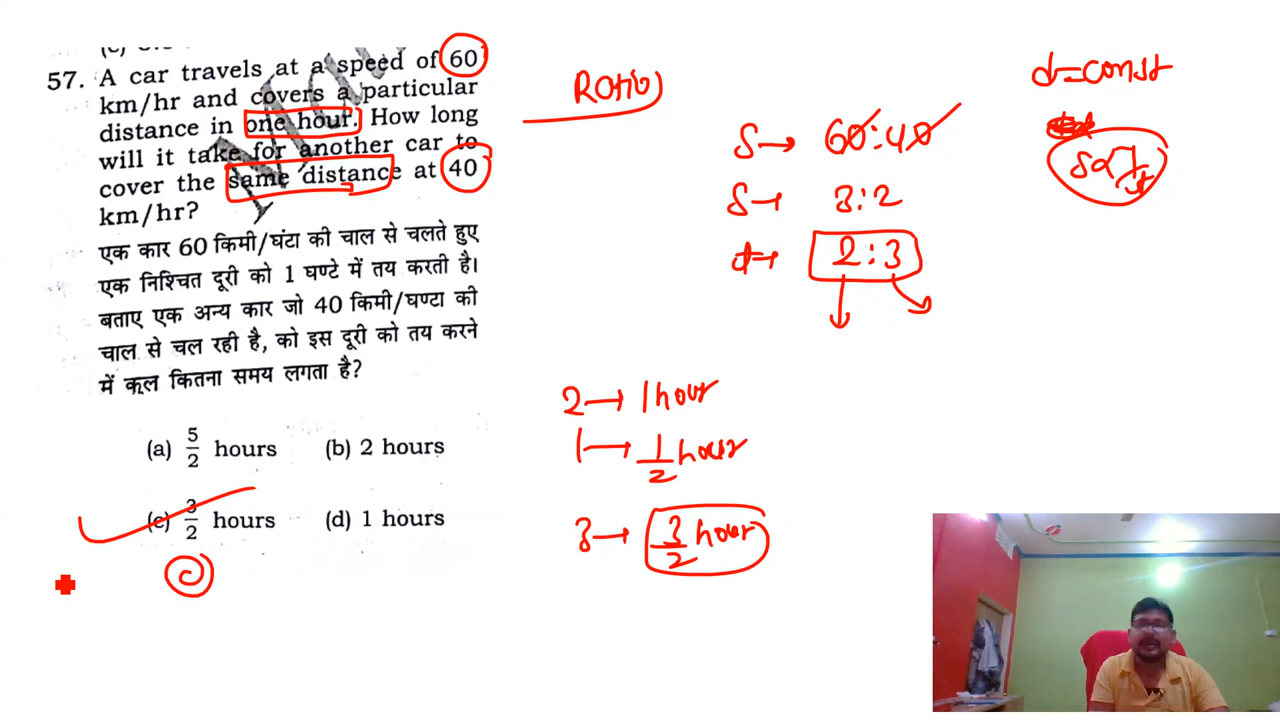 57. A car travels at a speed of 60
km/hr and covers a particular
distance in one hour. How long
will it take for another car to
cover the same distance at 40
km/hr?
एक कार 60 किमी/घंटा की चाल से चलते हुए
एक निश्चित दूरी को 1 घण्टे में तय करती है।
बताए एक अन्य कार जो 40 किमी/घण्टा की
चाल से चल रही है, को इस दूरी को तय करने
में कुल कितना समय लगता है?
(a) 5/2 hours (b) 2 hours
(c) 3/2 hours (d) 1 hours
Ratio
S → 60:40
S → 3:2
t → 2:3
d=const
S∝1/t
2 → 1 hour
1 → 1/2 hour
3 → 3/2 hour